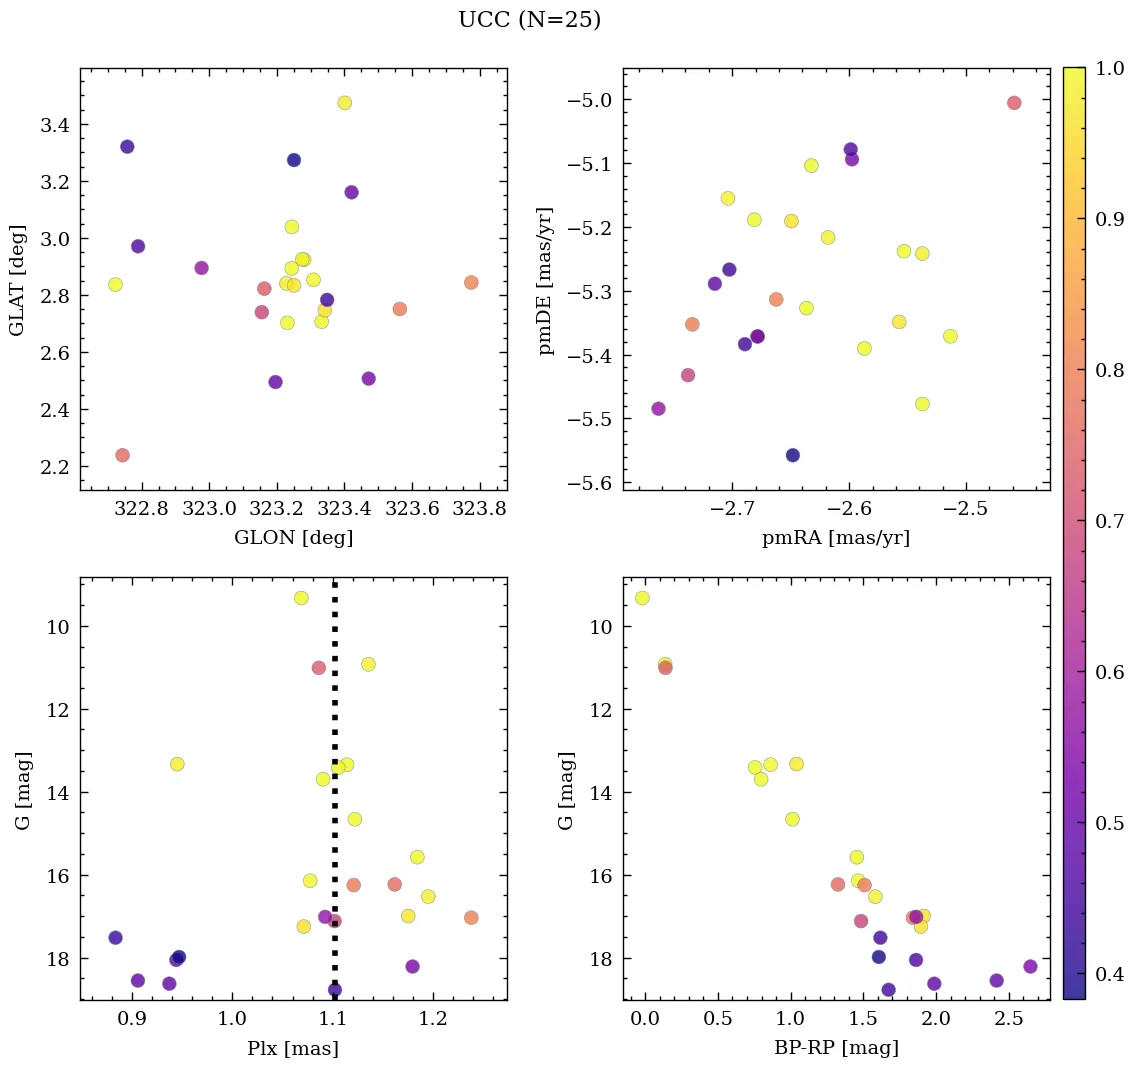 UCC (N=25)
3.4
3.2
3.0
2.8
2.6
2.4
2.2
GLAT [deg]
322.8 323.0 323.2 323.4 323.6 323.8
GLON [deg]
−5.0
−5.1
−5.2
−5.3
−5.4
−5.5
−5.6
pmDE [mas/yr]
−2.7 −2.6 −2.5
pmRA [mas/yr]
10
12
14
16
18
G [mag]
0.9 1.0 1.1 1.2
Plx [mas]
10
12
14
16
18
G [mag]
0.0 0.5 1.0 1.5 2.0 2.5
BP-RP [mag]
1.0
0.9
0.8
0.7
0.6
0.5
0.4